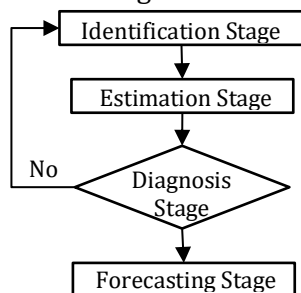 Identification Stage
Estimation Stage
No
Diagnosis
Stage
Forecasting Stage